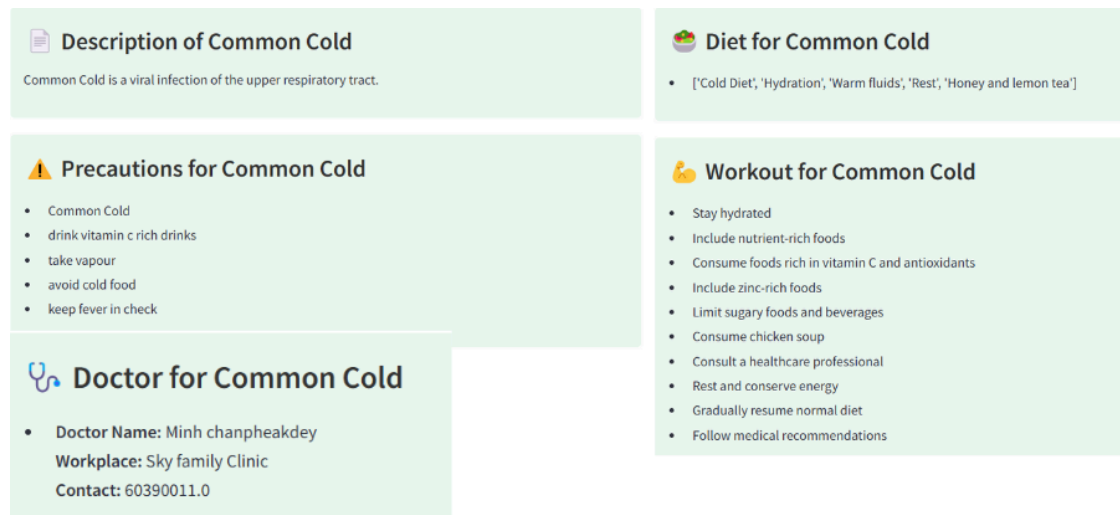 Description of Common Cold
Common Cold is a viral infection of the upper respiratory tract.
Precautions for Common Cold
• Common Cold
• drink vitamin c rich drinks
• take vapour
• avoid cold food
• keep fever in check
Doctor for Common Cold
• Doctor Name: Minh chanpheakdey
Workplace: Sky family Clinic
Contact: 60390011.0
Diet for Common Cold
• ['Cold Diet', 'Hydration', 'Warm fluids', 'Rest', 'Honey and lemon tea']
Workout for Common Cold
• Stay hydrated
• Include nutrient-rich foods
• Consume foods rich in vitamin C and antioxidants
• Include zinc-rich foods
• Limit sugary foods and beverages
• Consume chicken soup
• Consult a healthcare professional
• Rest and conserve energy
• Gradually resume normal diet
• Follow medical recommendations